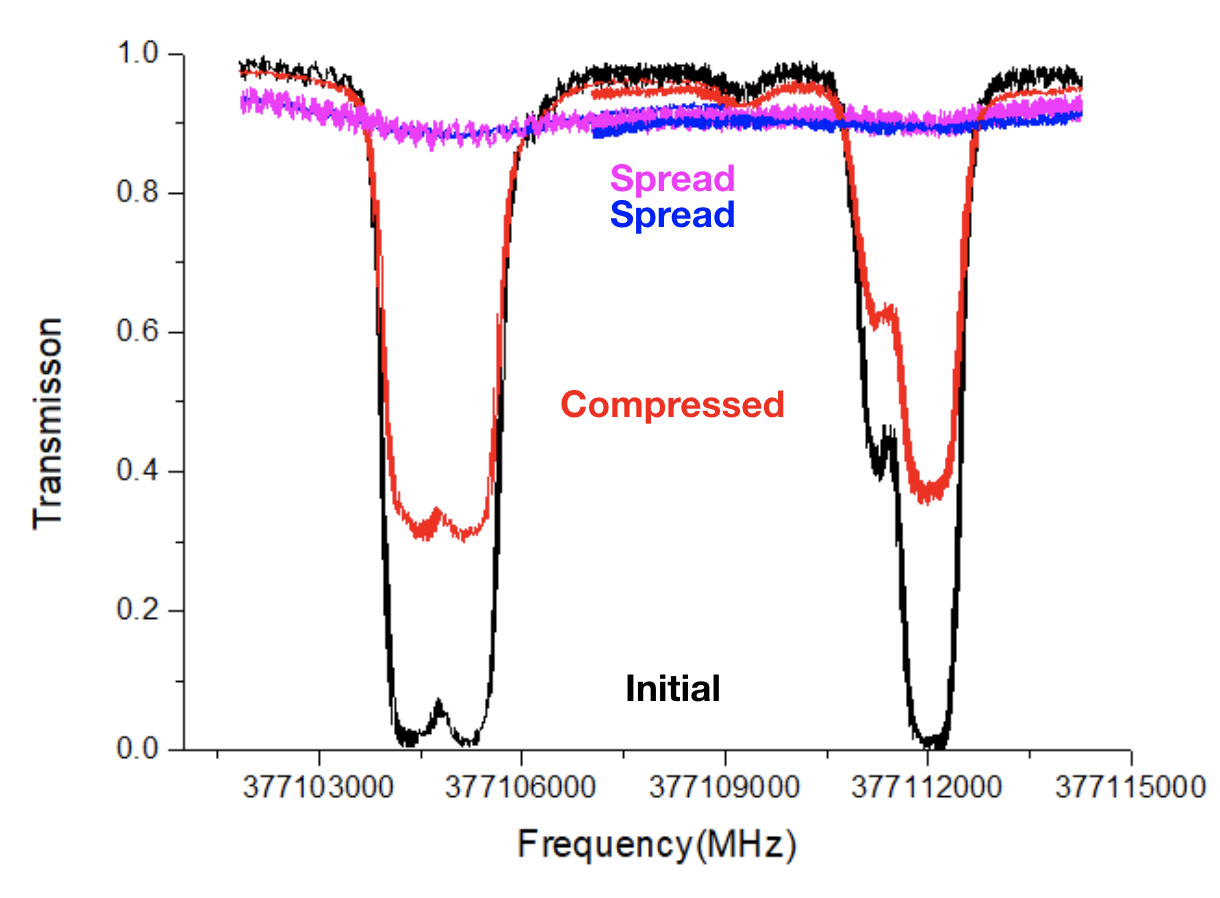 1.0
0.8
0.6
0.4
0.2
0.0
Transmisson
Spread
Spread
Compressed
Initial
377103000 377106000 377109000 377112000 377115000
Frequency(MHz)